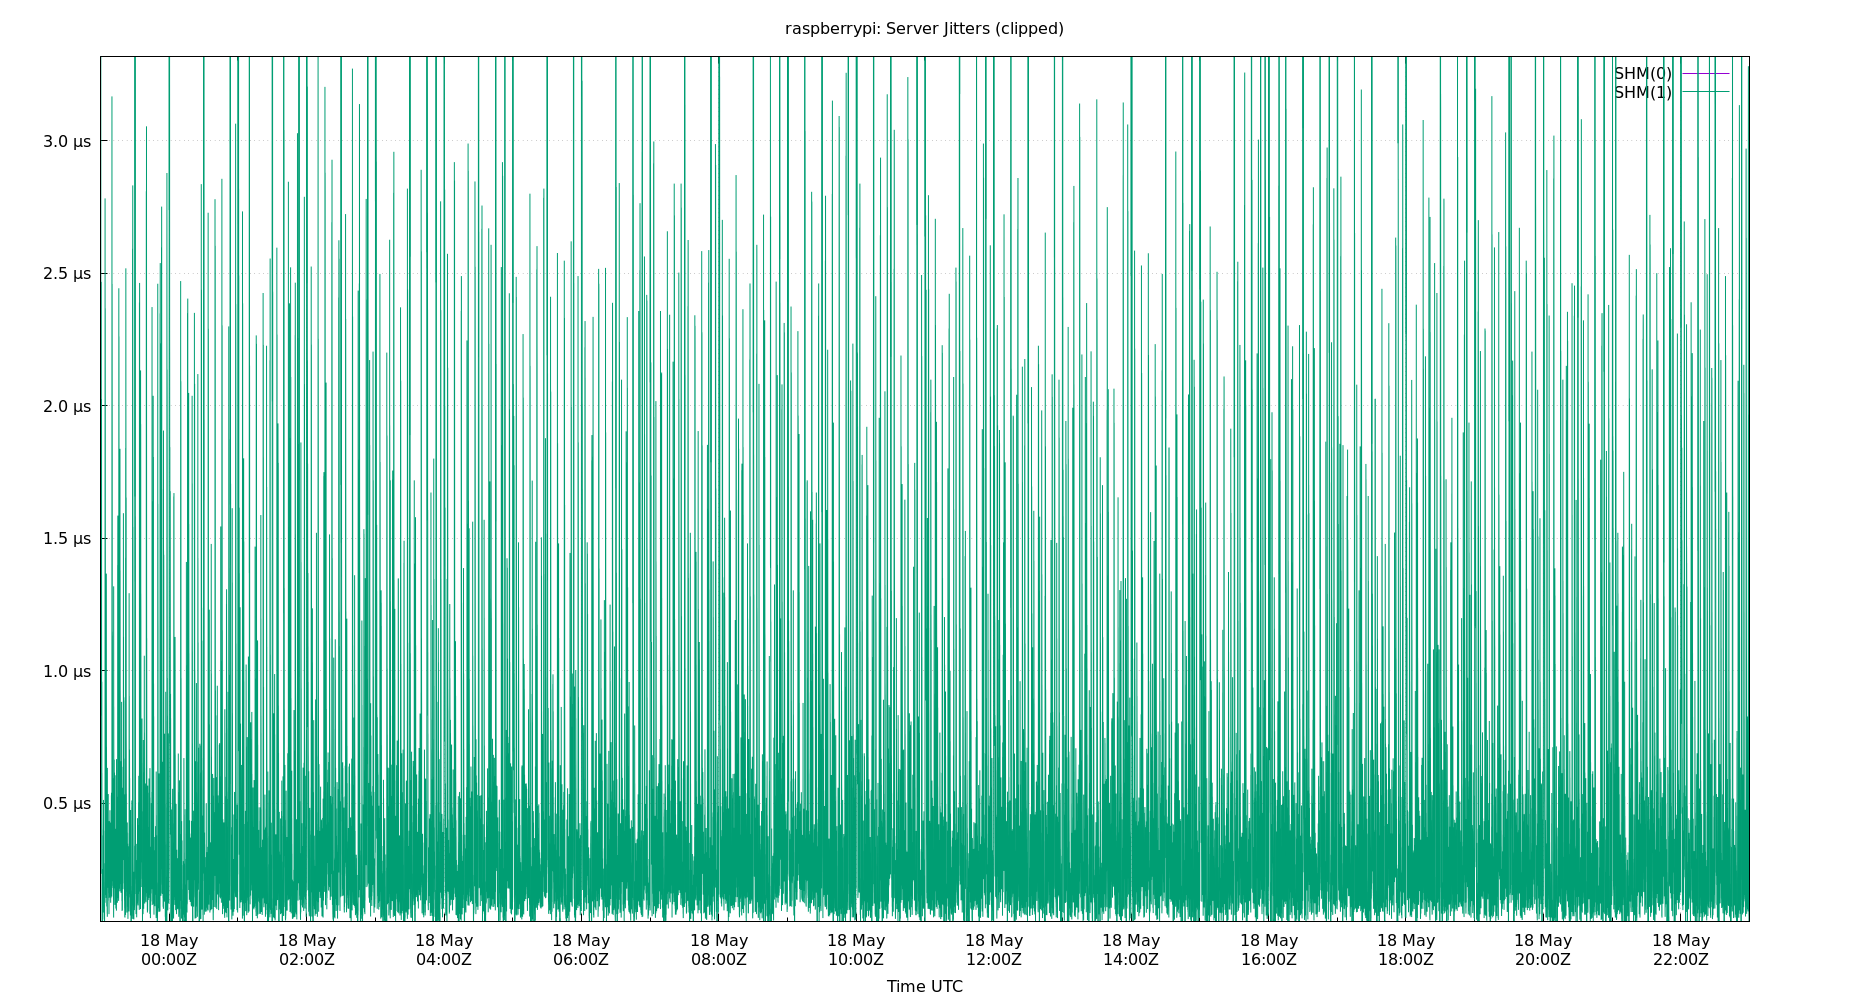 raspberrypi: Server Jitters (clipped)
SHM(0)
SHM(1)
3.0 µs
2.5 µs
2.0 µs
1.5 µs
1.0 µs
0.5 µs
18 May 18 May 18 May 18 May 18 May 18 May 18 May 18 May 18 May 18 May 18 May 18 May
00:00Z 02:00Z 04:00Z 06:00Z 08:00Z 10:00Z 12:00Z 14:00Z 16:00Z 18:00Z 20:00Z 22:00Z
Time UTC